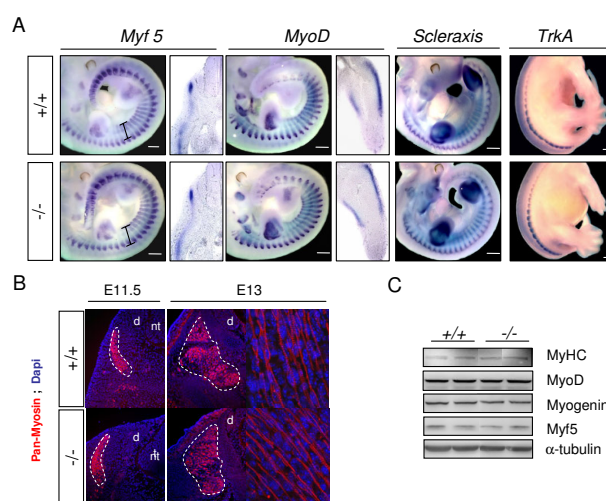 A
Myf 5 MyoD Scleraxis TrkA
+/+
-/-
B
E11.5 E13
+/+
d nt d
-/-
d nt d
Pan-Myosin ; Dapi
C
+/+ -/-
MyHC
MyoD
Myogenin
Myf5
α-tubulin